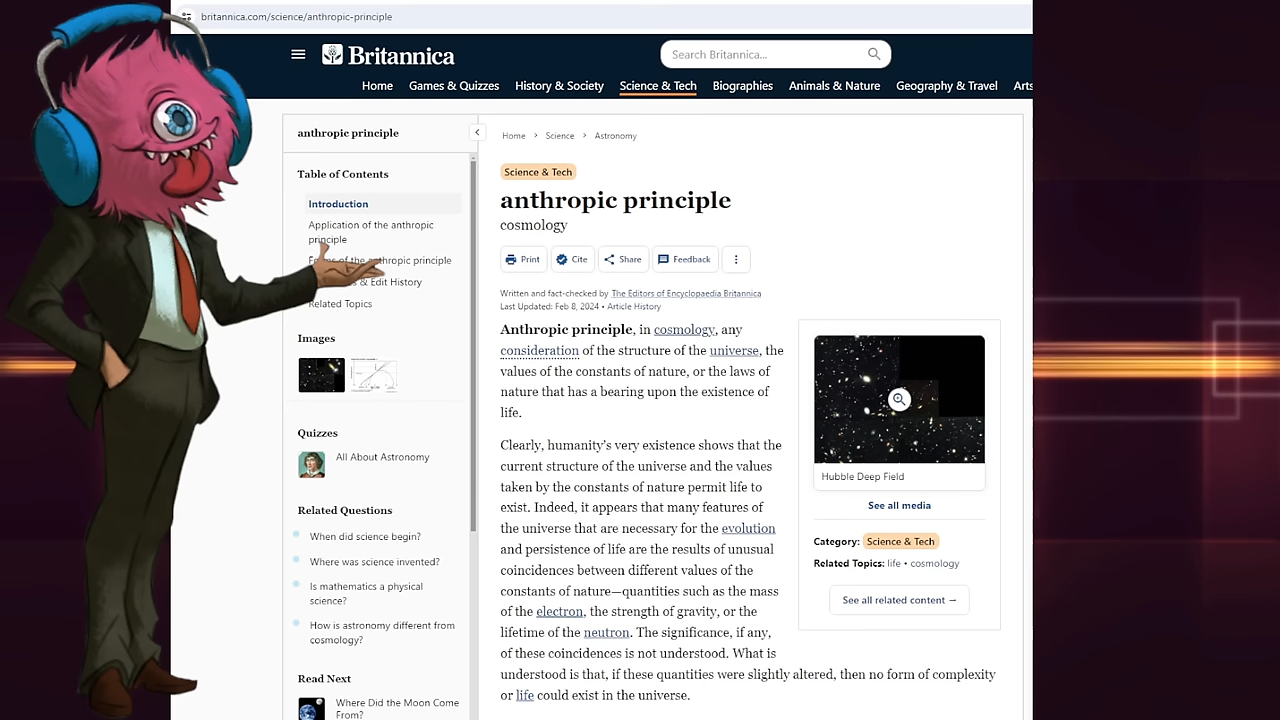 britannica.com/science/anthropic-principle
Britannica
Search Britannica...
Home Games & Quizzes History & Society Science & Tech Biographies Animals & Nature Geography & Travel Arts
anthropic principle
Table of Contents
Introduction
Application of the anthropic
principle
of the anthropic principle
& Edit History
Related Topics
Images
Quizzes
All About Astronomy
Related Questions
When did science begin?
Where was science invented?
Is mathematics a physical
science?
How is astronomy different from
cosmology?
Read Next
Where Did the Moon Come
From?
Home > Science > Astronomy
Science & Tech
anthropic principle
cosmology
Print Cite Share Feedback
Written and fact-checked by The Editors of Encyclopaedia Britannica
Last Updated: Feb 8, 2024 • Article History
Anthropic principle, in cosmology, any
consideration of the structure of the universe, the
values of the constants of nature, or the laws of
nature that has a bearing upon the existence of
life.
Clearly, humanity's very existence shows that the
current structure of the universe and the values
taken by the constants of nature permit life to
exist. Indeed, it appears that many features of
the universe that are necessary for the evolution
and persistence of life are the results of unusual
coincidences between different values of the
constants of nature—quantities such as the mass
of the electron, the strength of gravity, or the
lifetime of the neutron. The significance, if any,
of these coincidences is not understood. What is
understood is that, if these quantities were slightly altered, then no form of complexity
or life could exist in the universe.
Hubble Deep Field
See all media
Category: Science & Tech
Related Topics: life • cosmology
See all related content →